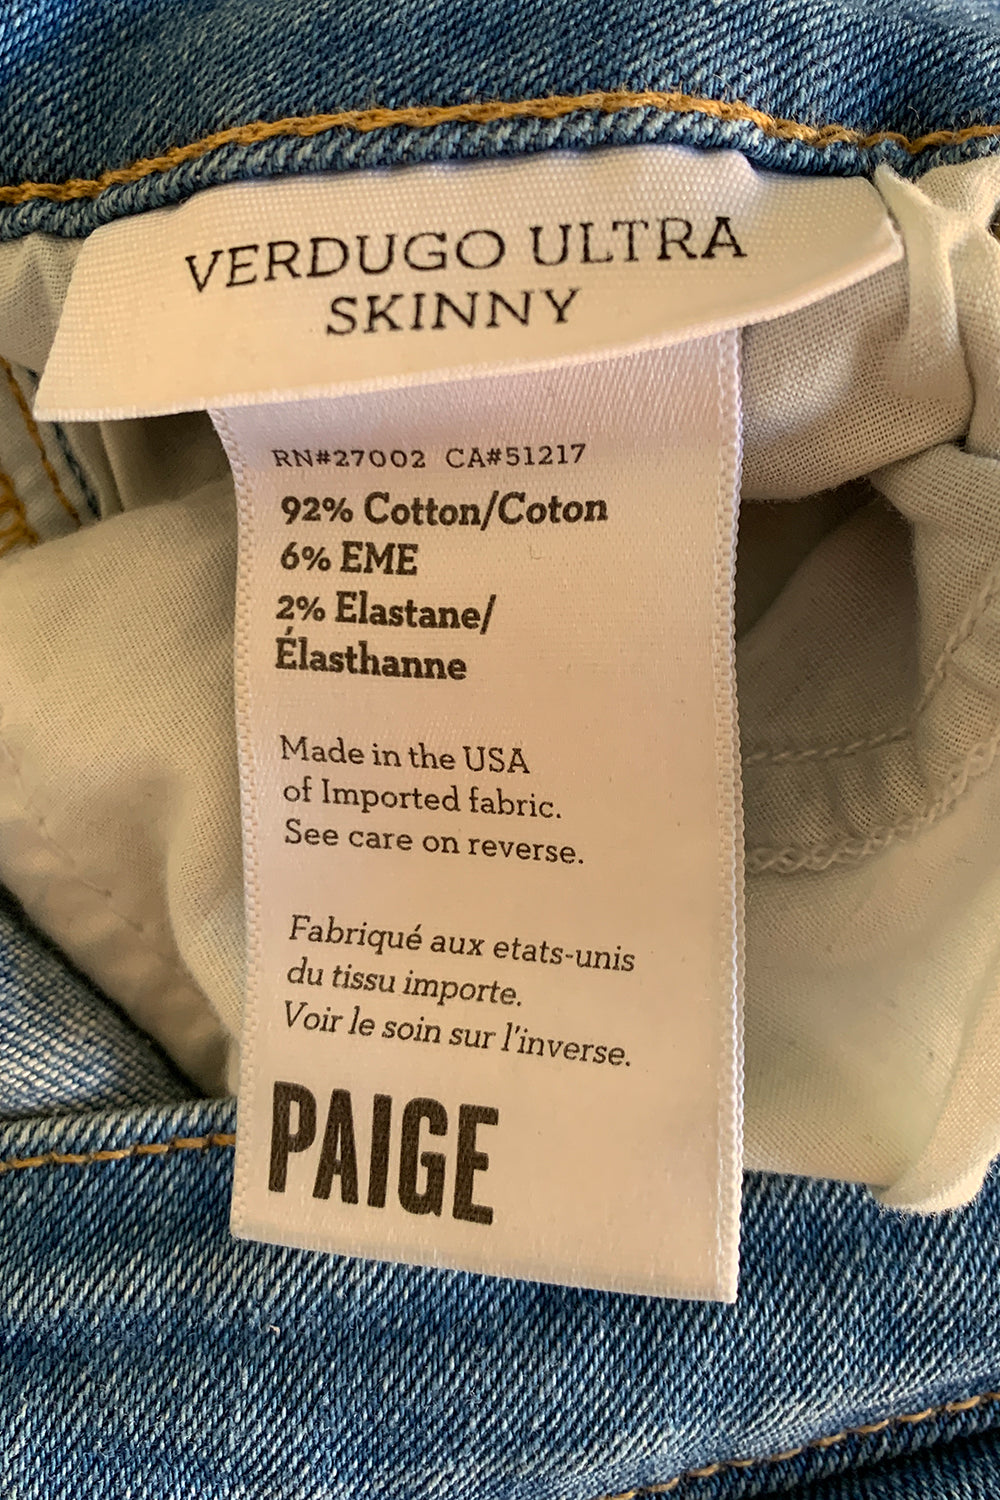 VERDUGO ULTRA
SKINNY
RN#27002 CA#51217
92% Cotton/Coton
6% EME
2% Elastane/
Élasthanne
Made in the USA
of Imported fabric.
See care on reverse.
Fabriqué aux etats-unis
du tissu importe.
Voir le soin sur l'inverse.
PAIGE